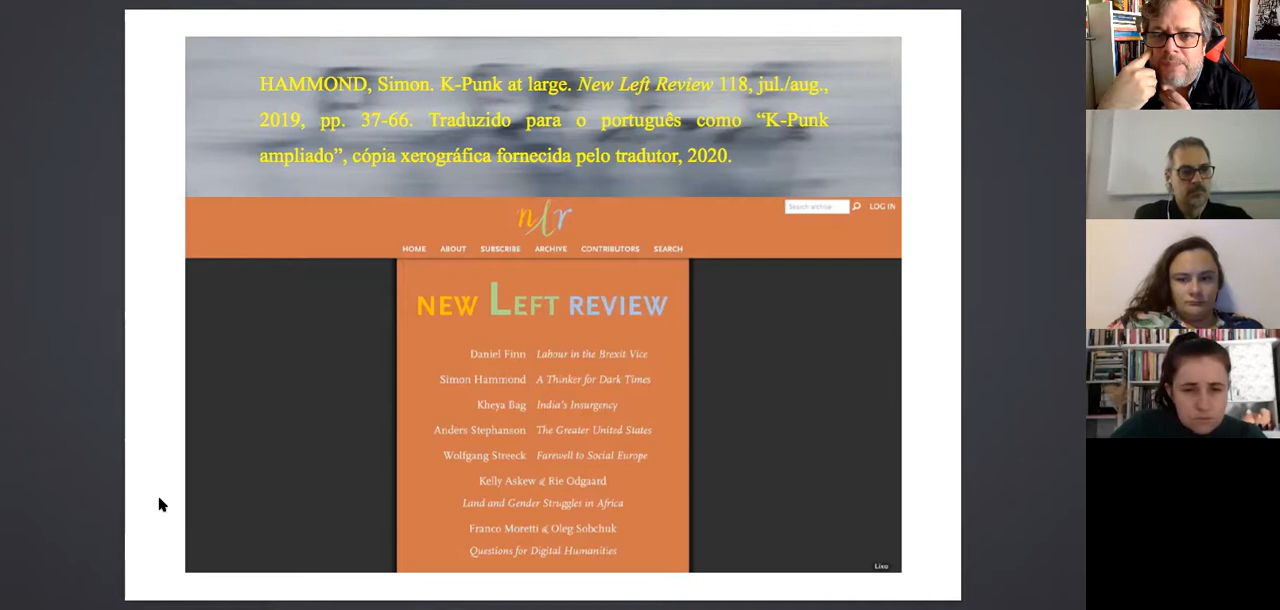 HAMMOND, Simon. K-Punk at large. New Left Review 118, jul./aug.,
2019, pp. 37-66. Traduzido para o português como “K-Punk
ampliado”, cópia xerográfica fornecida pelo tradutor, 2020.
nlr
Search archive LOG IN
HOME ABOUT SUBSCRIBE ARCHIVE CONTRIBUTORS SEARCH
NEW LEFT REVIEW
Daniel Finn Labour in the Brexit Vice
Simon Hammond A Thinker for Dark Times
Kheya Bag India's Insurgency
Anders Stephanson The Greater United States
Wolfgang Streeck Farewell to Social Europe
Kelly Askew & Rie Odgaard
Land and Gender Struggles in Africa
Franco Moretti & Oleg Sobchuk
Questions for Digital Humanities
Lixo